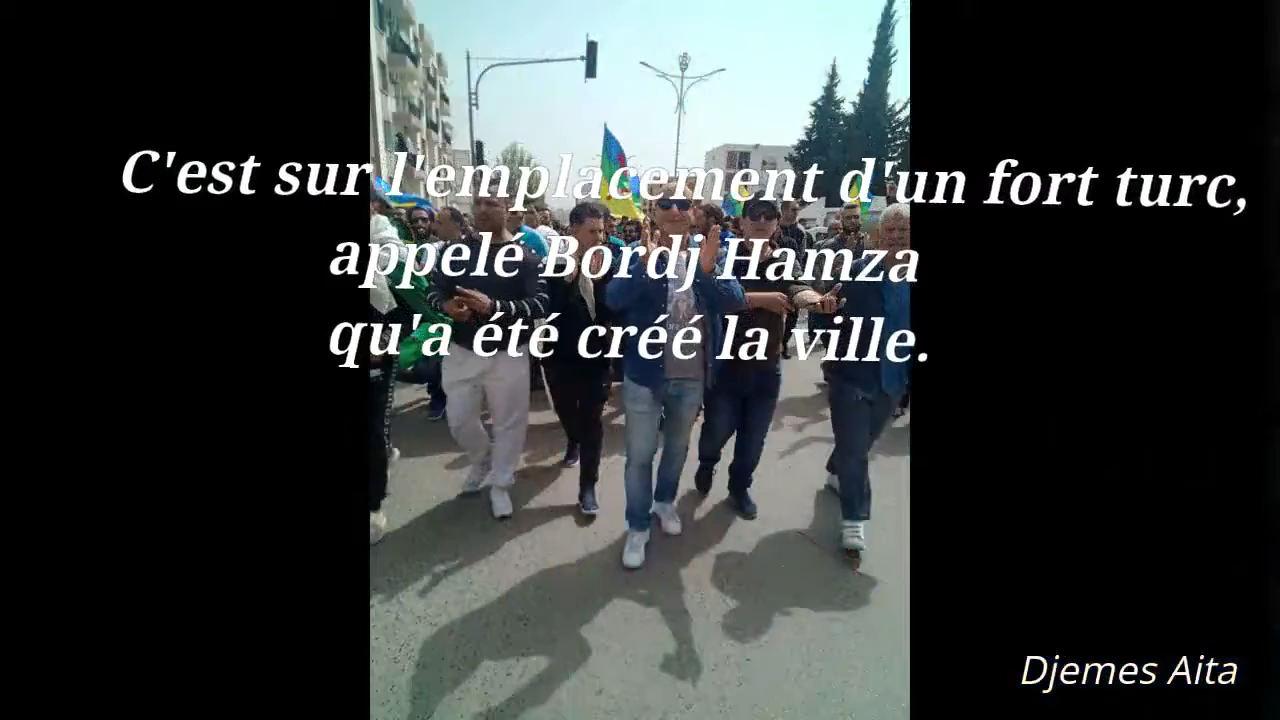 C'est sur l'emplacement d'un fort turc,
appelé Bordj Hamza
qu'a été créé la ville.
Djemes Aita